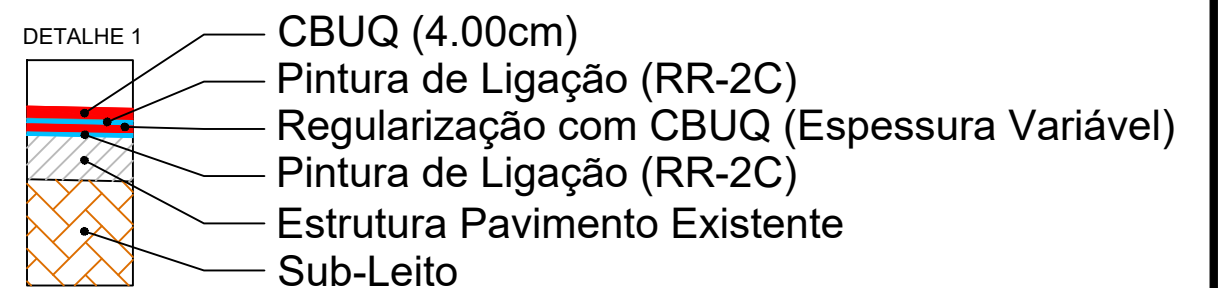 DETALHE 1
CBUQ (4.00cm)
Pintura de Ligação (RR-2C)
Regularização com CBUQ (Espessura Variável)
Pintura de Ligação (RR-2C)
Estrutura Pavimento Existente
Sub-Leito